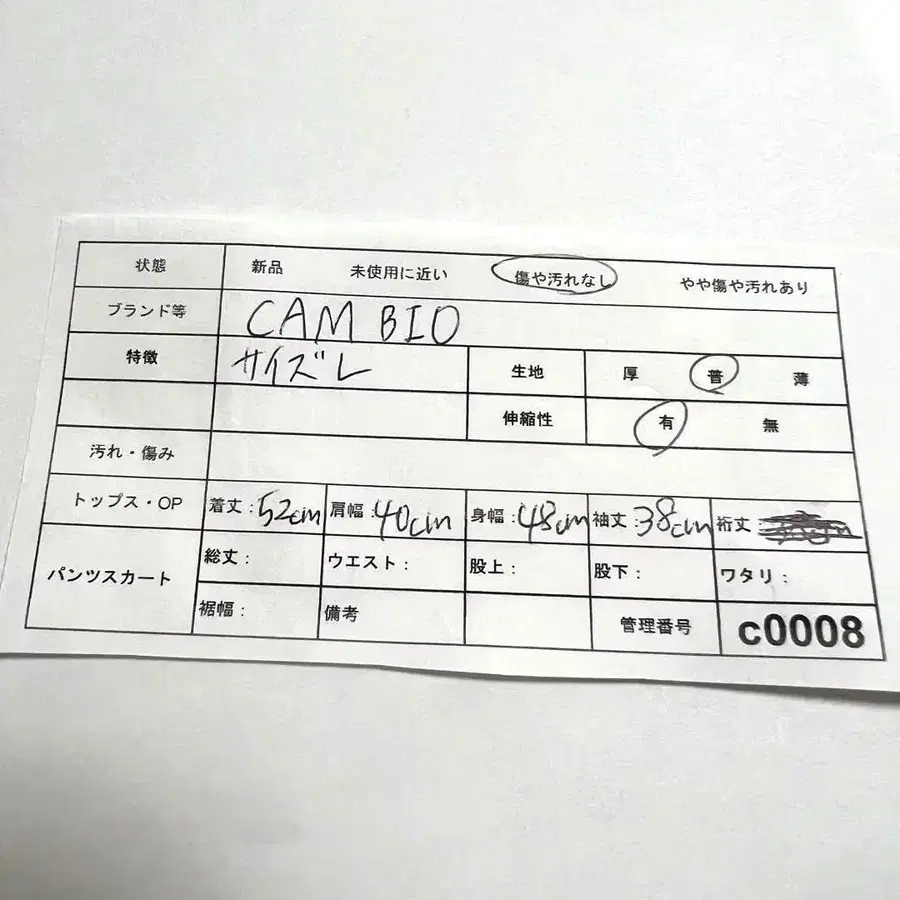 状態 新品 未使用に近い 傷や汚れなし やや傷や汚れあり
ブランド等 CAM BIO
特徴 サイズL 生地 厚 普 薄
伸縮性 有 無
汚れ・傷み
トップス・OP 着丈:52cm 肩幅:40cm 身幅:48cm 袖丈:38cm 裄丈
パンツスカート 総丈: ウエスト: 股上: 股下: ワタリ:
裾幅: 備考 管理番号 c0008